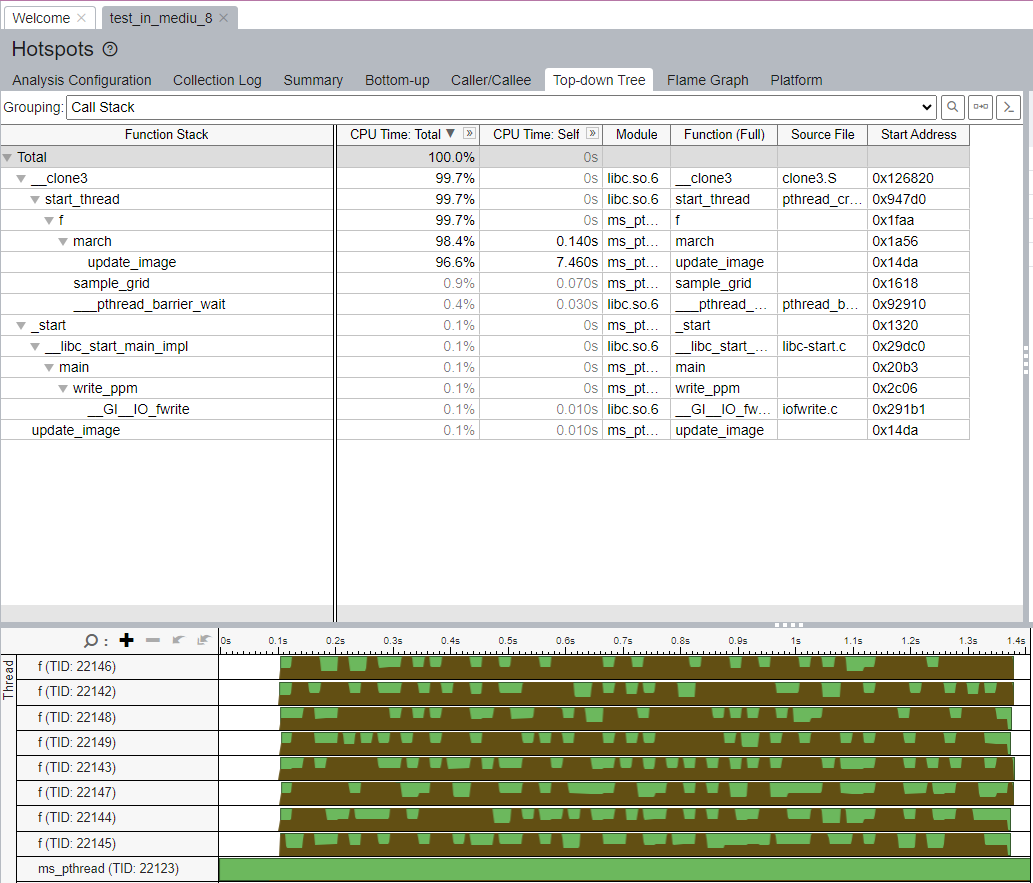 Welcome test_in_mediu_8
Hotspots ?
Analysis Configuration Collection Log Summary Bottom-up Caller/Callee Top-down Tree Flame Graph Platform
Grouping: Call Stack
Function Stack CPU Time: Total CPU Time: Self Module Function (Full) Source File Start Address
Total 100.0% 0s
__clone3 99.7% 0s libc.so.6 __clone3 clone3.S 0x126820
start_thread 99.7% 0s libc.so.6 start_thread pthread_cr... 0x947d0
f 99.7% 0s ms_pt... f 0x1faa
march 98.4% 0.140s ms_pt... march 0x1a56
update_image 96.6% 7.460s ms_pt... update_image 0x14da
sample_grid 0.9% 0.070s ms_pt... sample_grid 0x1618
___pthread_barrier_wait 0.4% 0.030s libc.so.6 ___pthread_... pthread_b... 0x92910
_start 0.1% 0s ms_pt... _start 0x1320
__libc_start_main_impl 0.1% 0s libc.so.6 __libc_start_... libc-start.c 0x29dc0
main 0.1% 0s ms_pt... main 0x20b3
write_ppm 0.1% 0s ms_pt... write_ppm 0x2c06
__GI__IO_fwrite 0.1% 0.010s libc.so.6 __GI__IO_fw... iofwrite.c 0x291b1
update_image 0.1% 0.010s ms_pt... update_image 0x14da
0s 0.1s 0.2s 0.3s 0.4s 0.5s 0.6s 0.7s 0.8s 0.9s 1s 1.1s 1.2s 1.3s 1.4s
Thread
f (TID: 22146)
f (TID: 22142)
f (TID: 22148)
f (TID: 22149)
f (TID: 22143)
f (TID: 22147)
f (TID: 22144)
f (TID: 22145)
ms_pthread (TID: 22123)